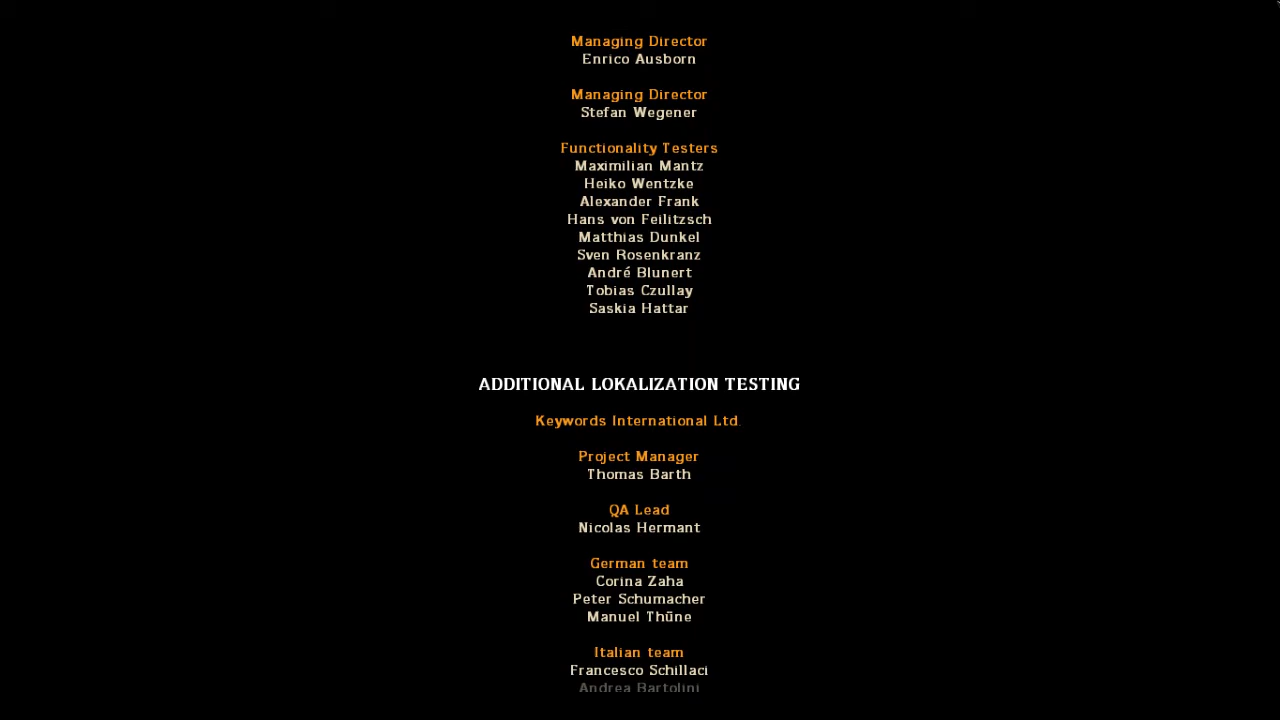 Managing Director
Enrico Ausborn
Managing Director
Stefan Wegener
Functionality Testers
Maximilian Mantz
Heiko Wentzke
Alexander Frank
Hans von Feilitzsch
Matthias Dunkel
Sven Rosenkranz
André Blunert
Tobias Czullay
Saskia Hattar
ADDITIONAL LOKALIZATION TESTING
Keywords International Ltd.
Project Manager
Thomas Barth
QA Lead
Nicolas Hermant
German team
Corina Zaha
Peter Schumacher
Manuel Thüne
Italian team
Francesco Schillaci
Andrea Bartolini